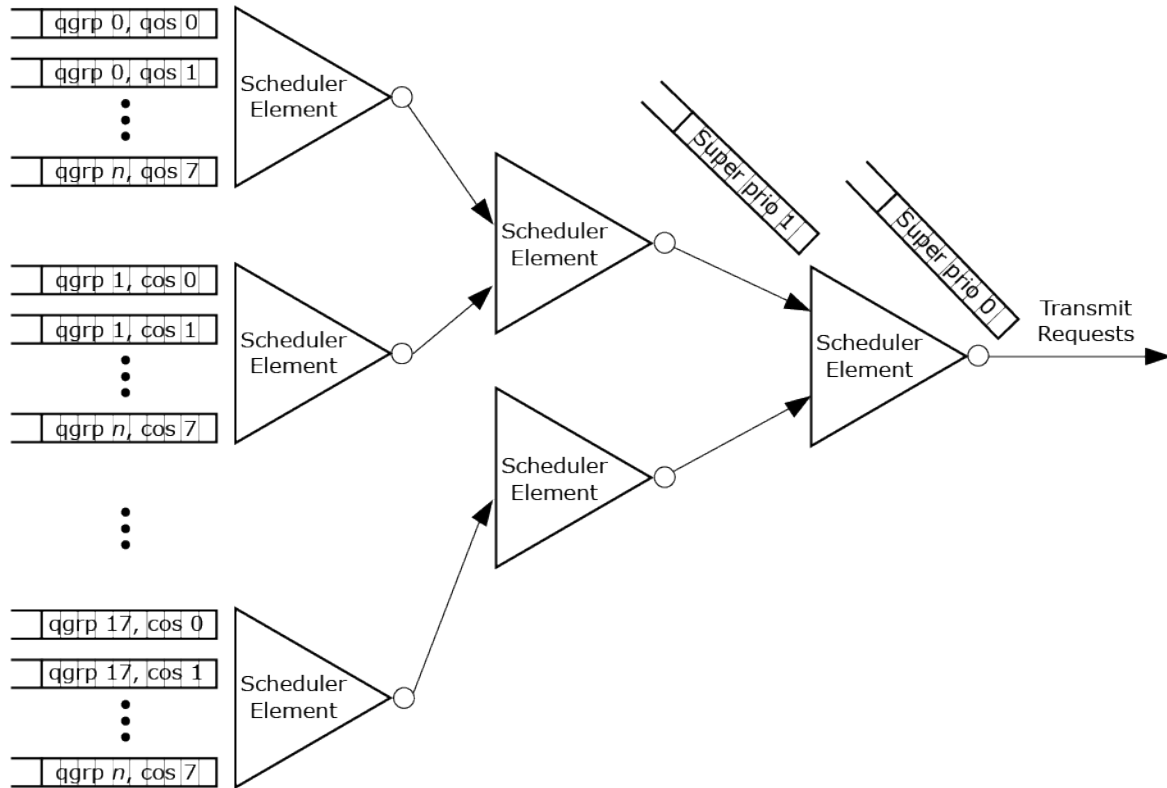 qgrp 0, qos 0
qgrp 0, qos 1
qgrp n, qos 7
Scheduler
Element
qgrp 1, cos 0
qgrp 1, cos 1
qgrp n, cos 7
Scheduler
Element
qgrp 17, cos 0
qgrp 17, cos 1
qgrp n, cos 7
Scheduler
Element
Scheduler
Element
Scheduler
Element
Super prio 1
Super prio 0
Scheduler
Element
Transmit
Requests